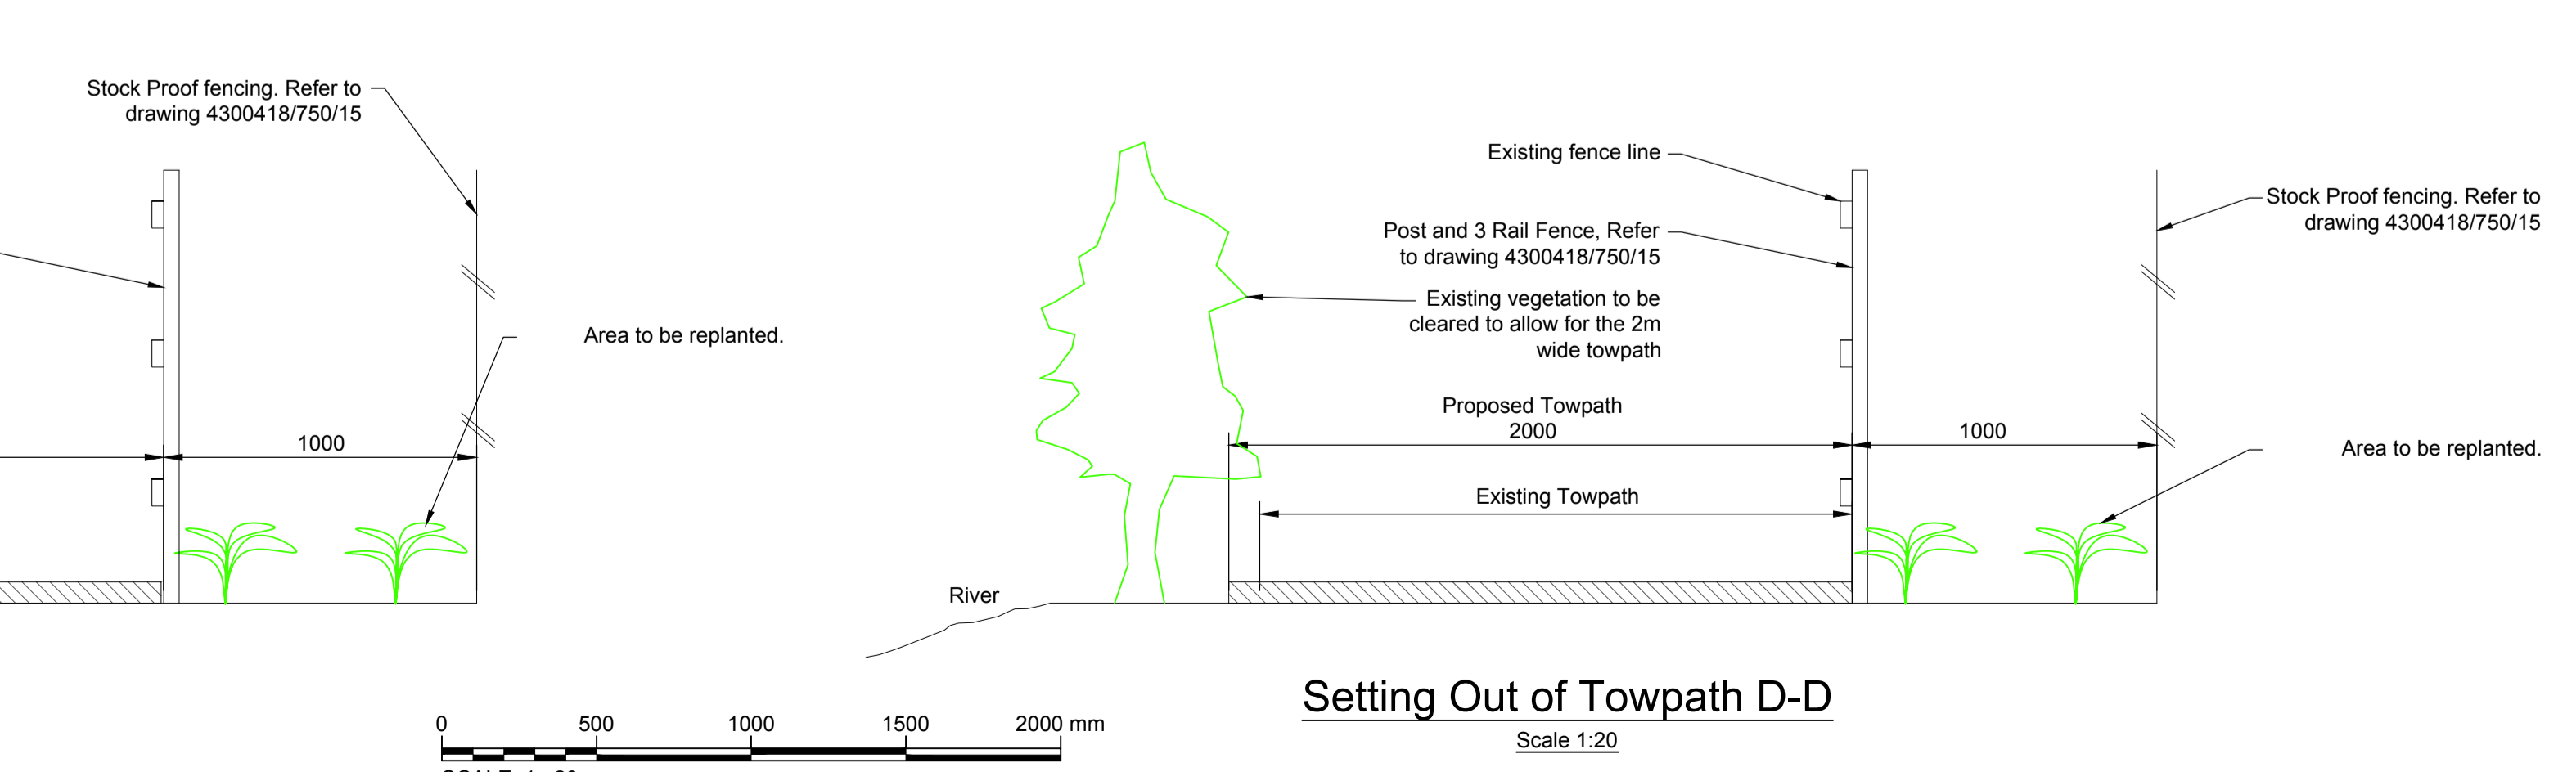 Stock Proof fencing. Refer to
drawing 4300418/750/15
Area to be replanted.
1000
Existing fence line
Post and 3 Rail Fence, Refer
to drawing 4300418/750/15
Existing vegetation to be
cleared to allow for the 2m
wide towpath
Proposed Towpath
2000
Existing Towpath
River
Stock Proof fencing. Refer to
drawing 4300418/750/15
1000
Area to be replanted.
Setting Out of Towpath D-D
Scale 1:20
0 500 1000 1500 2000 mm